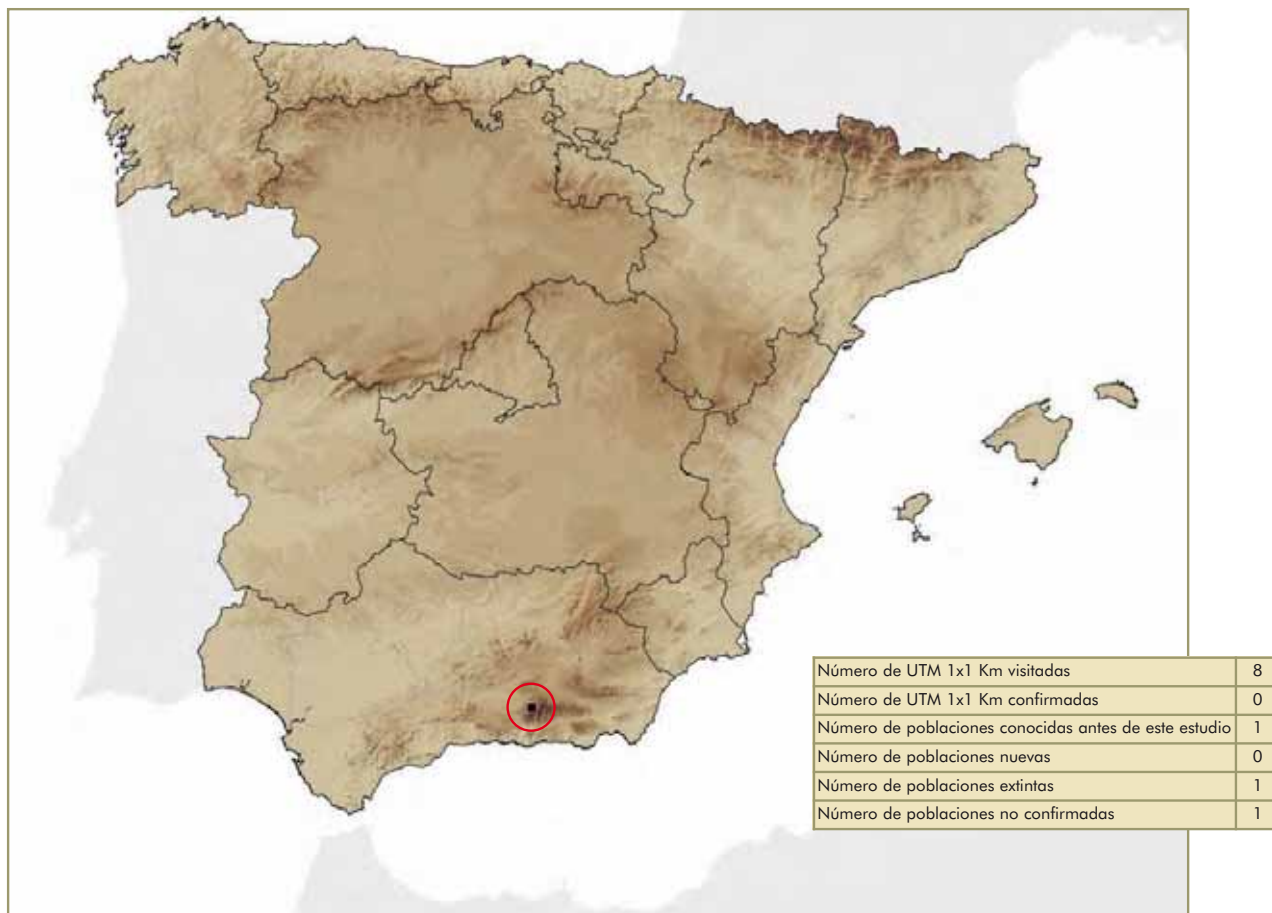 Número de UTM 1x1 Km visitadas 8
Número de UTM 1x1 Km confirmadas 0
Número de poblaciones conocidas antes de este estudio 1
Número de poblaciones nuevas 0
Número de poblaciones extintas 1
Número de poblaciones no confirmadas 1